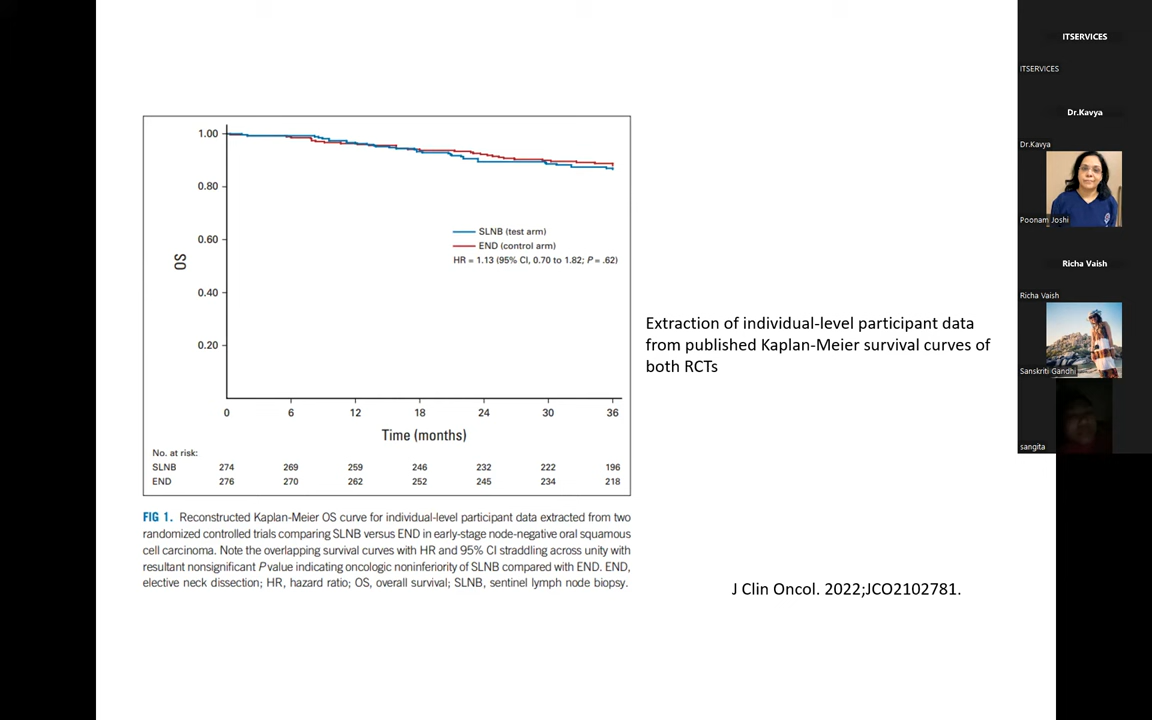 1.00
0.80
0.60
0.40
0.20
OS
SLNB (test arm)
END (control arm)
HR = 1.13 (95% CI, 0.70 to 1.82; P = .62)
0 6 12 18 24 30 36
Time (months)
No. at risk:
SLNB 274 269 259 246 232 222 196
END 276 270 262 252 245 234 218
FIG 1. Reconstructed Kaplan-Meier OS curve for individual-level participant data extracted from two
randomized controlled trials comparing SLNB versus END in early-stage node-negative oral squamous
cell carcinoma. Note the overlapping survival curves with HR and 95% CI straddling across unity with
resultant nonsignificant P value indicating oncologic noninferiority of SLNB compared with END. END,
elective neck dissection; HR, hazard ratio; OS, overall survival; SLNB, sentinel lymph node biopsy.
Extraction of individual-level participant data
from published Kaplan-Meier survival curves of
both RCTs
J Clin Oncol. 2022;JCO2102781.
ITSERVICES
ITSERVICES
Dr.Kavya
Dr.Kavya
Poonam Joshi
Richa Vaish
Richa Vaish
Sanskriti Gandhi
sangita